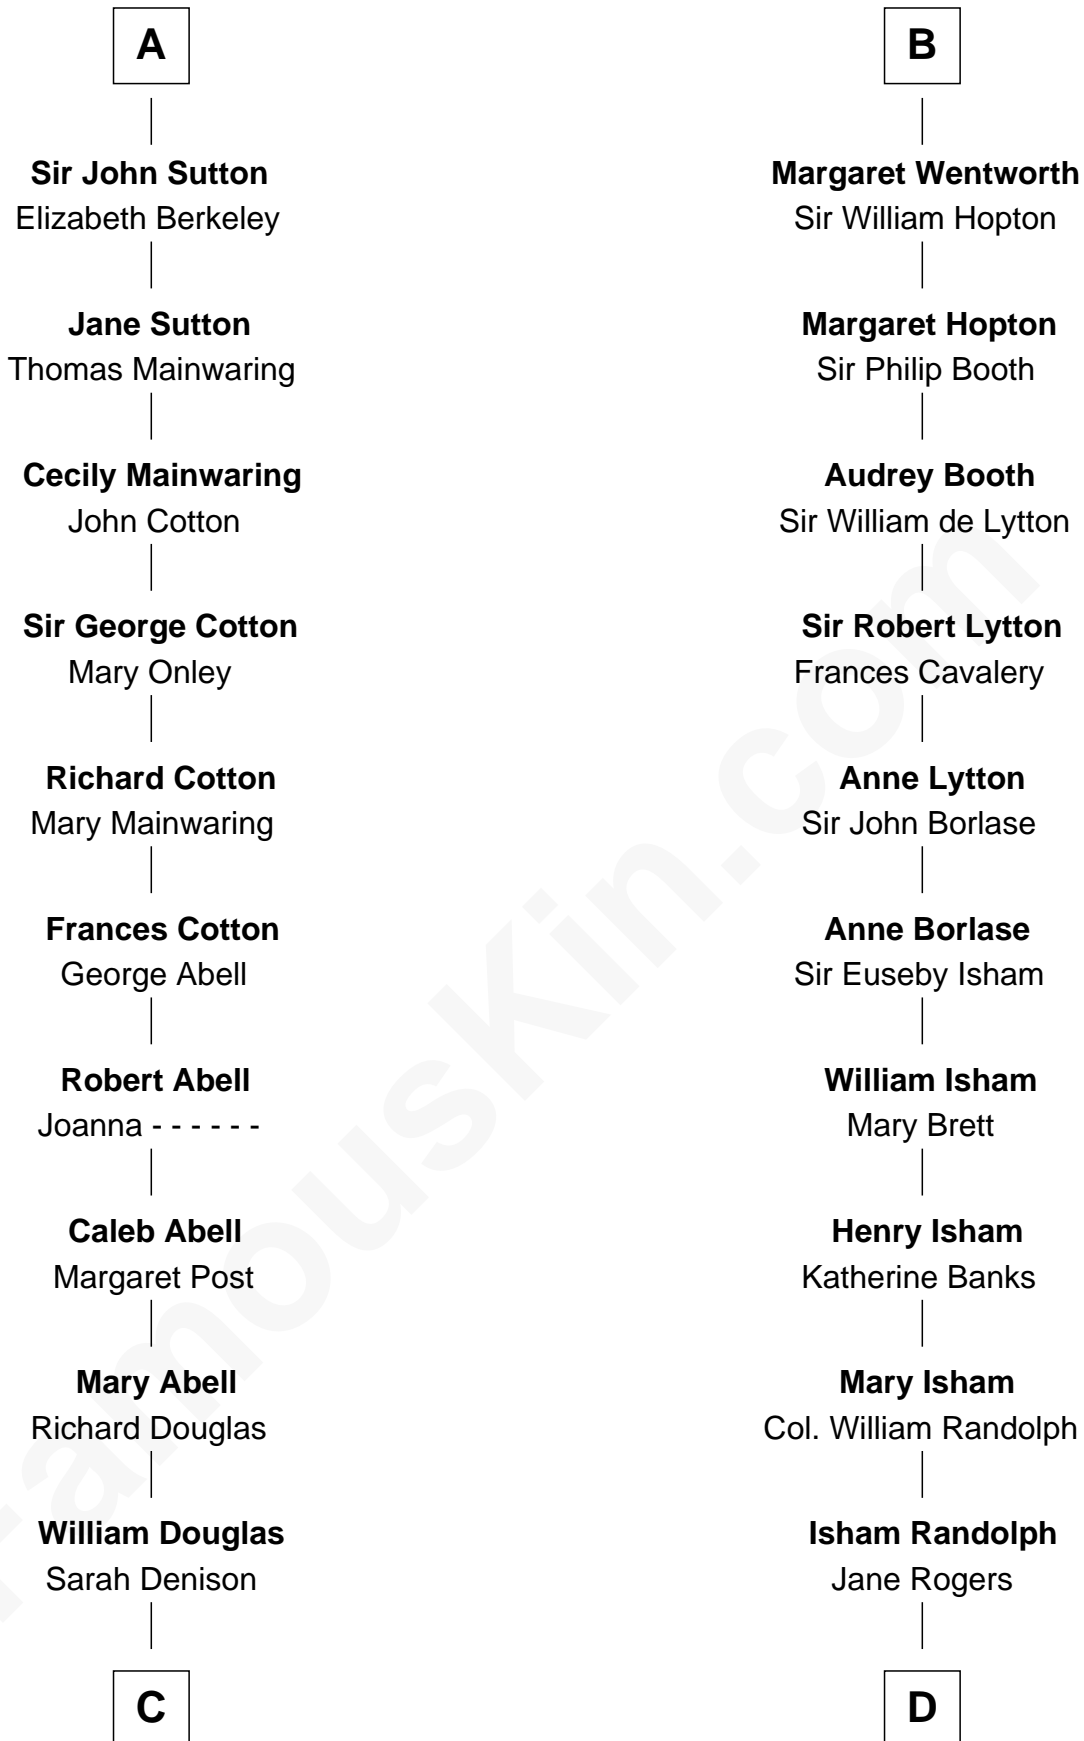 A
Sir John Sutton
Elizabeth Berkeley
Jane Sutton
Thomas Mainwaring
Cecily Mainwaring
John Cotton
Sir George Cotton
Mary Onley
Richard Cotton
Mary Mainwaring
Frances Cotton
George Abell
Robert Abell
Joanna - - - - - -
Caleb Abell
Margaret Post
Mary Abell
Richard Douglas
William Douglas
Sarah Denison
C
B
Margaret Wentworth
Sir William Hopton
Margaret Hopton
Sir Philip Booth
Audrey Booth
Sir William de Lytton
Sir Robert Lytton
Frances Cavalery
Anne Lytton
Sir John Borlase
Anne Borlase
Sir Euseby Isham
William Isham
Mary Brett
Henry Isham
Katherine Banks
Mary Isham
Col. William Randolph
Isham Randolph
Jane Rogers
D
FamousKin.com